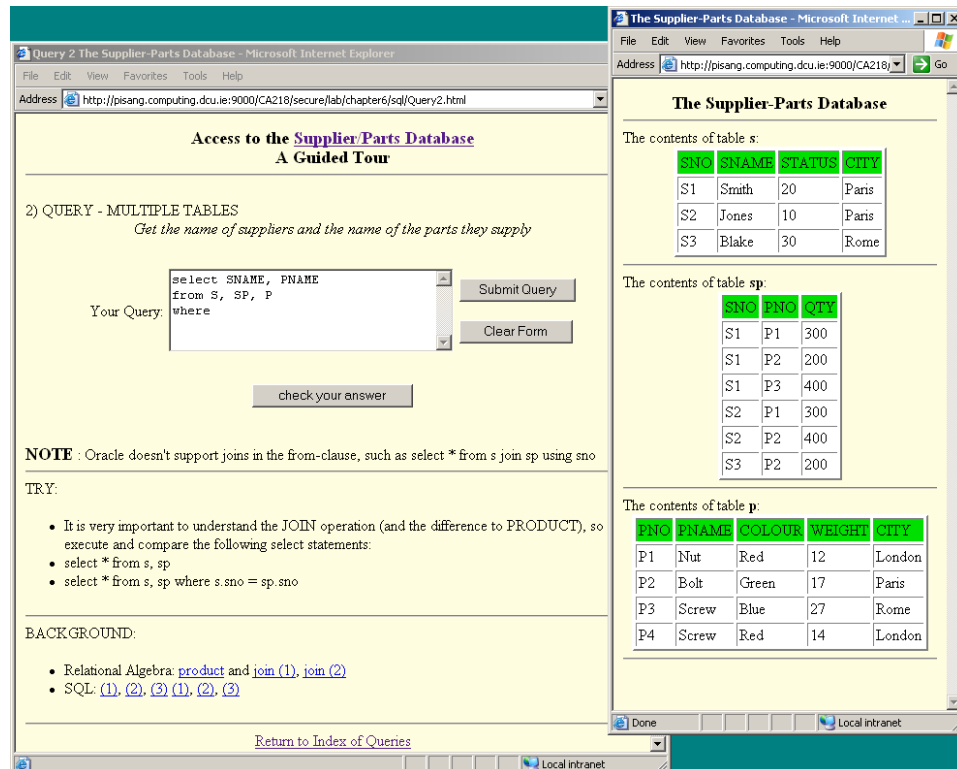 Query 2 The Supplier-Parts Database - Microsoft Internet Explorer
File Edit View Favorites Tools Help
Address http://pisang.computing.dcu.ie:9000/CA218/secure/lab/chapter6/sql/Query2.html
Access to the Supplier/Parts Database
A Guided Tour
2) QUERY - MULTIPLE TABLES
Get the name of suppliers and the name of the parts they supply
Your Query:
select SNAME, PNAME
from S, SP, P
where
Submit Query
Clear Form
check your answer
NOTE : Oracle doesn't support joins in the from-clause, such as select * from s join sp using sno
TRY:
• It is very important to understand the JOIN operation (and the difference to PRODUCT), so
execute and compare the following select statements:
• select * from s, sp
• select * from s, sp where s.sno = sp.sno
BACKGROUND:
• Relational Algebra: product and join (1), join (2)
• SQL: (1), (2), (3) (1), (2), (3)
Return to Index of Queries
Local intranet
The Supplier-Parts Database - Microsoft Internet ...
File Edit View Favorites Tools Help
Address http://pisang.computing.dcu.ie:9000/CA218/ Go
The Supplier-Parts Database
The contents of table s:
SNO SNAME STATUS CITY
S1 Smith 20 Paris
S2 Jones 10 Paris
S3 Blake 30 Rome
The contents of table sp:
SNO PNO QTY
S1 P1 300
S1 P2 200
S1 P3 400
S2 P1 300
S2 P2 400
S3 P2 200
The contents of table p:
PNO PNAME COLOUR WEIGHT CITY
P1 Nut Red 12 London
P2 Bolt Green 17 Paris
P3 Screw Blue 27 Rome
P4 Screw Red 14 London
Done
Local intranet